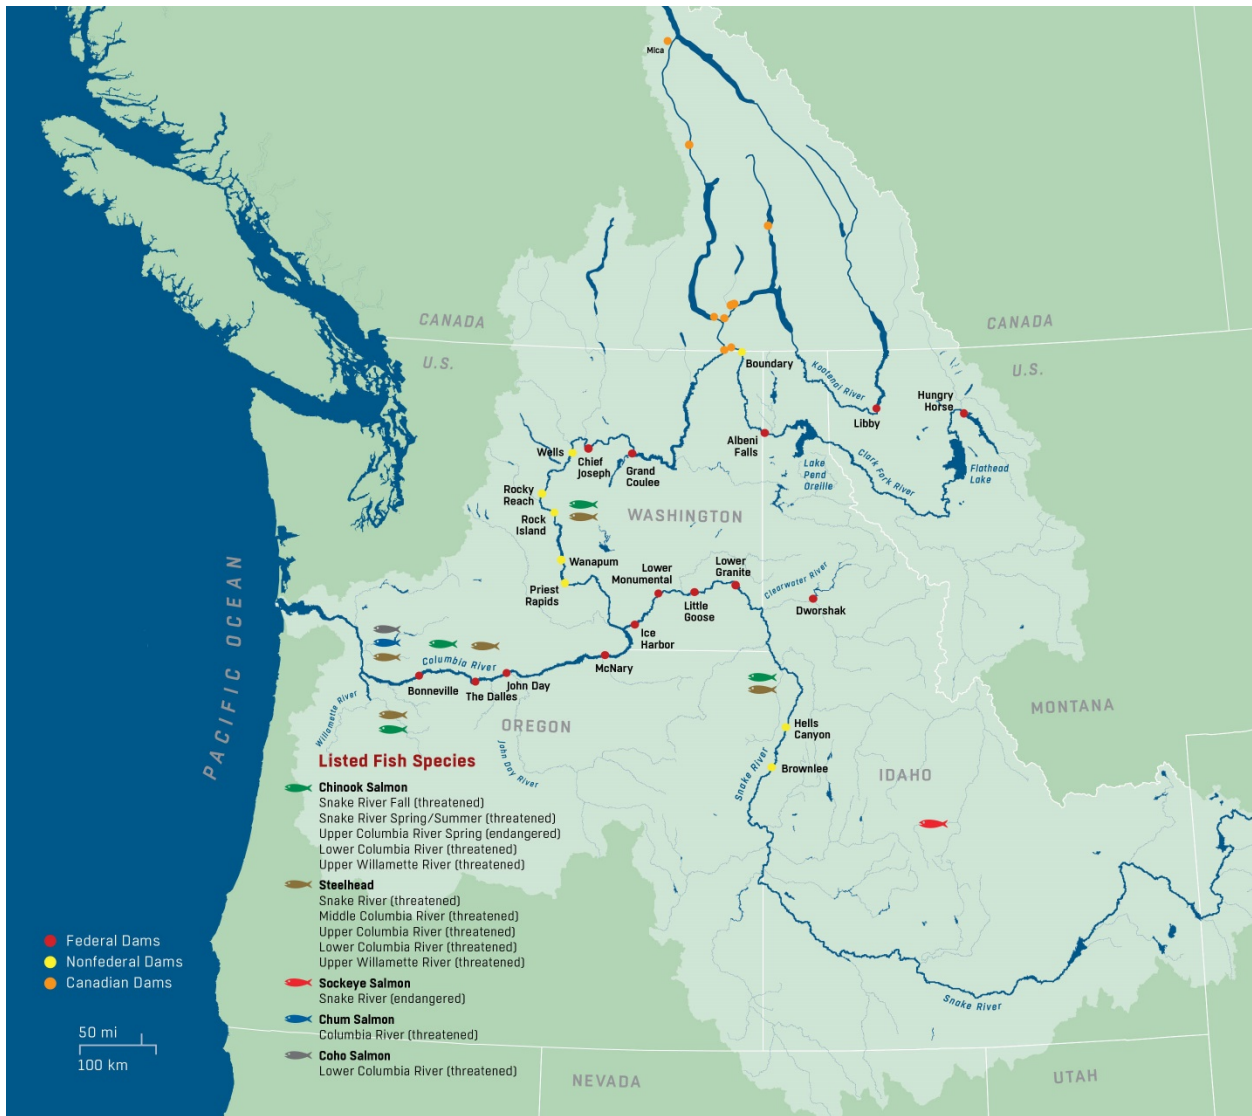 Mica
CANADA
U.S.
CANADA
U.S.
Boundary
Kootenai River
Libby
Hungry
Horse
Albeni
Falls
Lake
Pend
Oreille
Clark Fork River
Flathead
Lake
Wells
Chief
Joseph
Grand
Coulee
Rocky
Reach
Rock
Island
WASHINGTON
Wanapum
Priest
Rapids
Lower
Monumental
Little
Goose
Lower
Granite
Clearwater River
Dworshak
Ice
Harbor
McNary
PACIFIC OCEAN
Columbia River
Bonneville
The Dalles
John Day
Willamette River
OREGON
John Day River
Hells
Canyon
Brownlee
Snake River
IDAHO
MONTANA
Snake River
NEVADA
UTAH
Listed Fish Species
Chinook Salmon
Snake River Fall (threatened)
Snake River Spring/Summer (threatened)
Upper Columbia River Spring (endangered)
Lower Columbia River (threatened)
Upper Willamette River (threatened)
Steelhead
Snake River (threatened)
Middle Columbia River (threatened)
Upper Columbia River (threatened)
Lower Columbia River (threatened)
Upper Willamette River (threatened)
Sockeye Salmon
Snake River (endangered)
Chum Salmon
Columbia River (threatened)
Coho Salmon
Lower Columbia River (threatened)
Federal Dams
Nonfederal Dams
Canadian Dams
50 mi
100 km